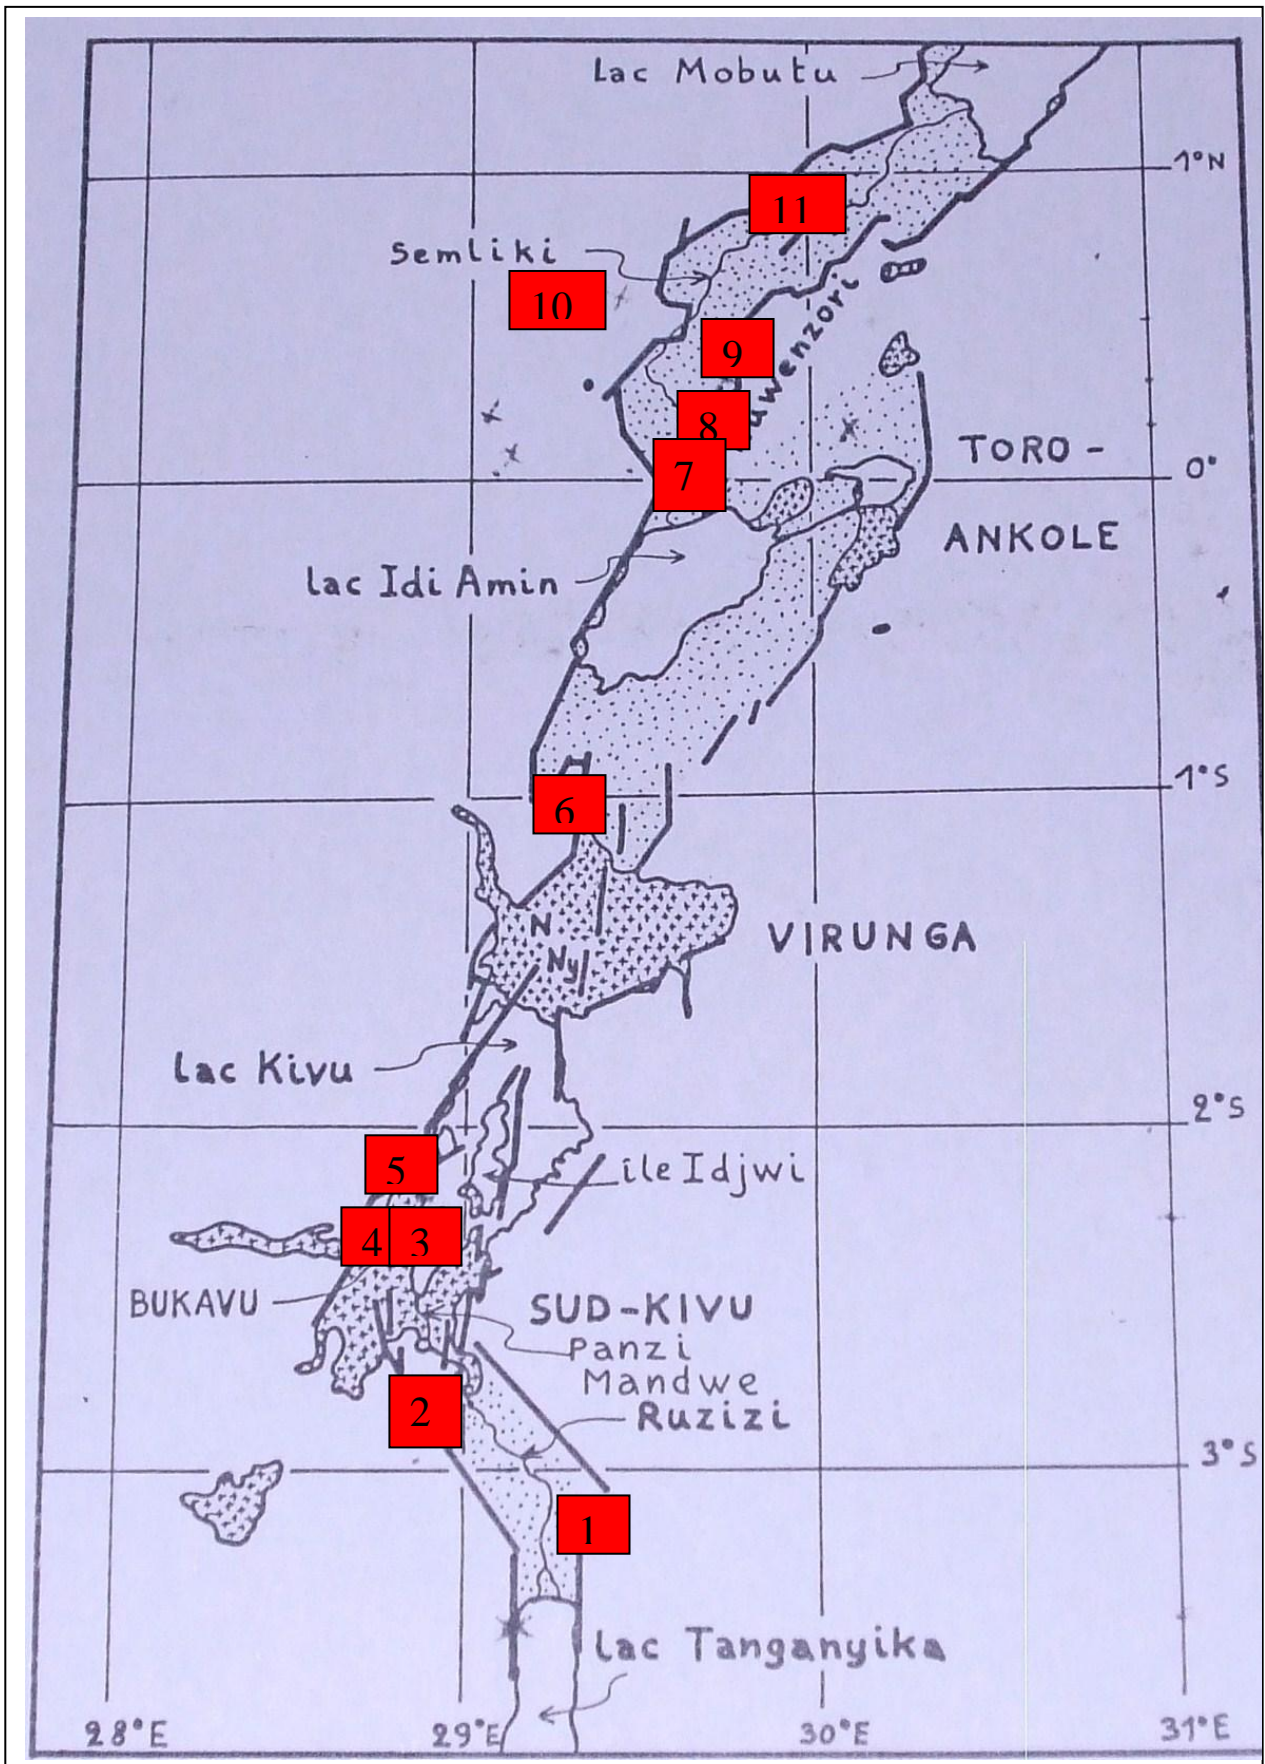 Lac Mobutu
1°N
11
Semliki
10
9
uwenzori
8
7
TORO -
0°
ANKOLE
Lac Idi Amin
1°S
6
N
VIRUNGA
Ny
Lac Kivu
2°S
5
ile Idjwi
4
3
BUKAVU
SUD-KIVU
Panzi
Mandwe
2
Ruzizi
3°S
1
Lac Tanganyika
28°E
29°E
30°E
31°E